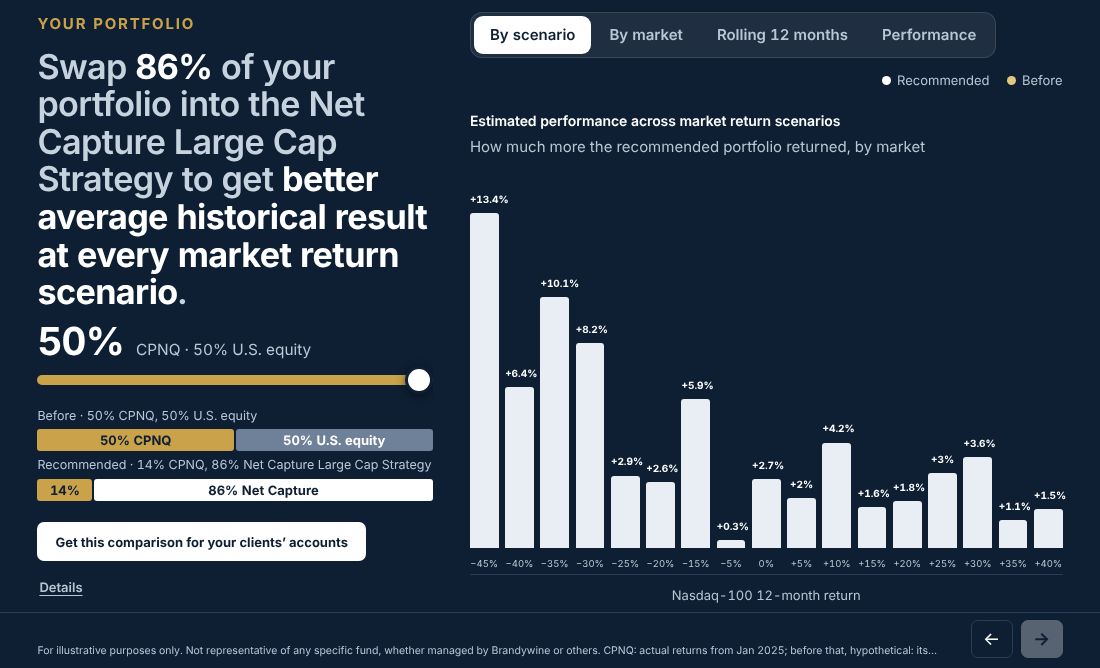 YOUR PORTFOLIO
Swap 86% of your
portfolio into the Net
Capture Large Cap
Strategy to get better
average historical result
at every market return
scenario.
50% CPNQ · 50% U.S. equity
Before · 50% CPNQ, 50% U.S. equity
50% CPNQ 50% U.S. equity
Recommended · 14% CPNQ, 86% Net Capture Large Cap Strategy
14% 86% Net Capture
Get this comparison for your clients’ accounts
Details
By scenario By market Rolling 12 months Performance
Recommended Before
Estimated performance across market return scenarios
How much more the recommended portfolio returned, by market
+13.4% +6.4% +10.1% +8.2% +2.9% +2.6% +5.9% +0.3% +2.7% +2% +4.2% +1.6% +1.8% +3% +3.6% +1.1% +1.5%
−45% −40% −35% −30% −25% −20% −15% −5% 0% +5% +10% +15% +20% +25% +30% +35% +40%
Nasdaq-100 12-month return
For illustrative purposes only. Not representative of any specific fund, whether managed by Brandywine or others. CPNQ: actual returns from Jan 2025; before that, hypothetical: its…